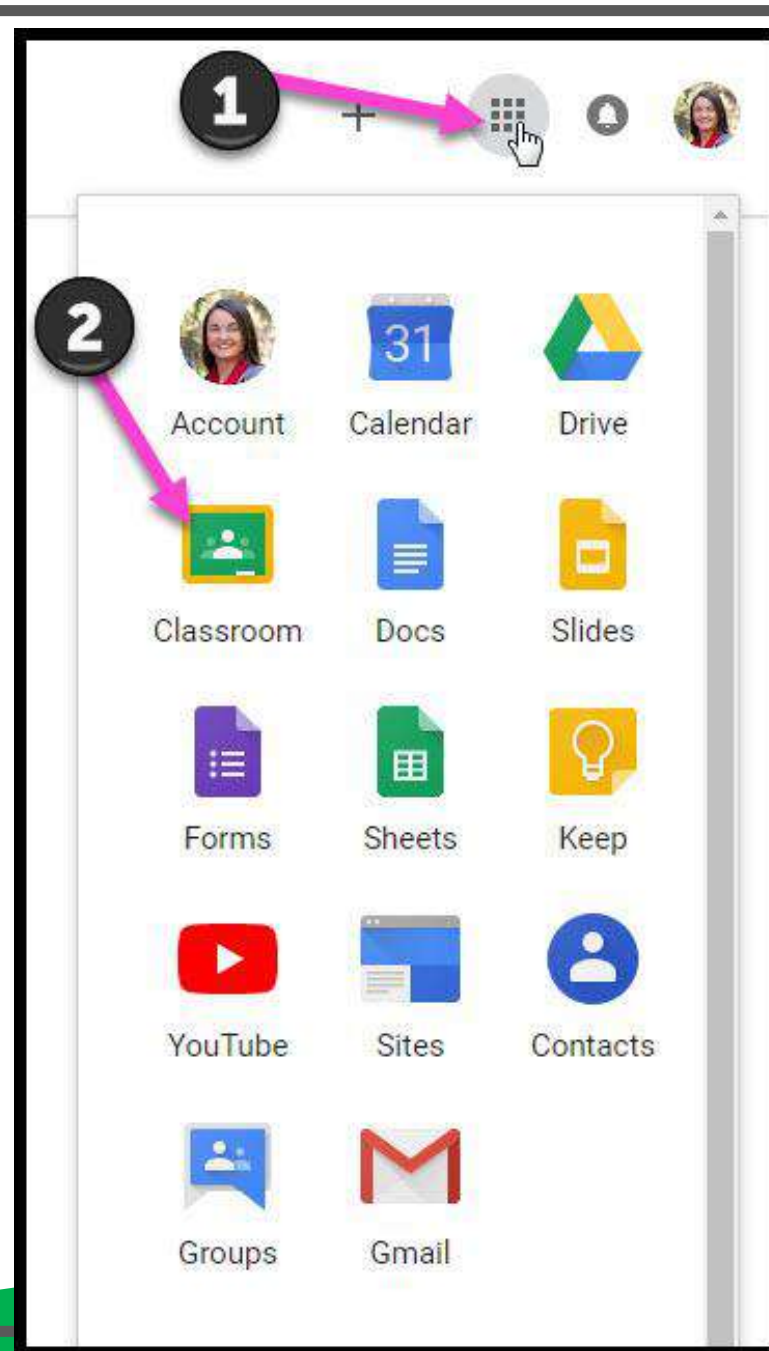 1
2
31
Account Calendar Drive
Classroom Docs Slides
Forms Sheets Keep
YouTube Sites Contacts
Groups Gmail